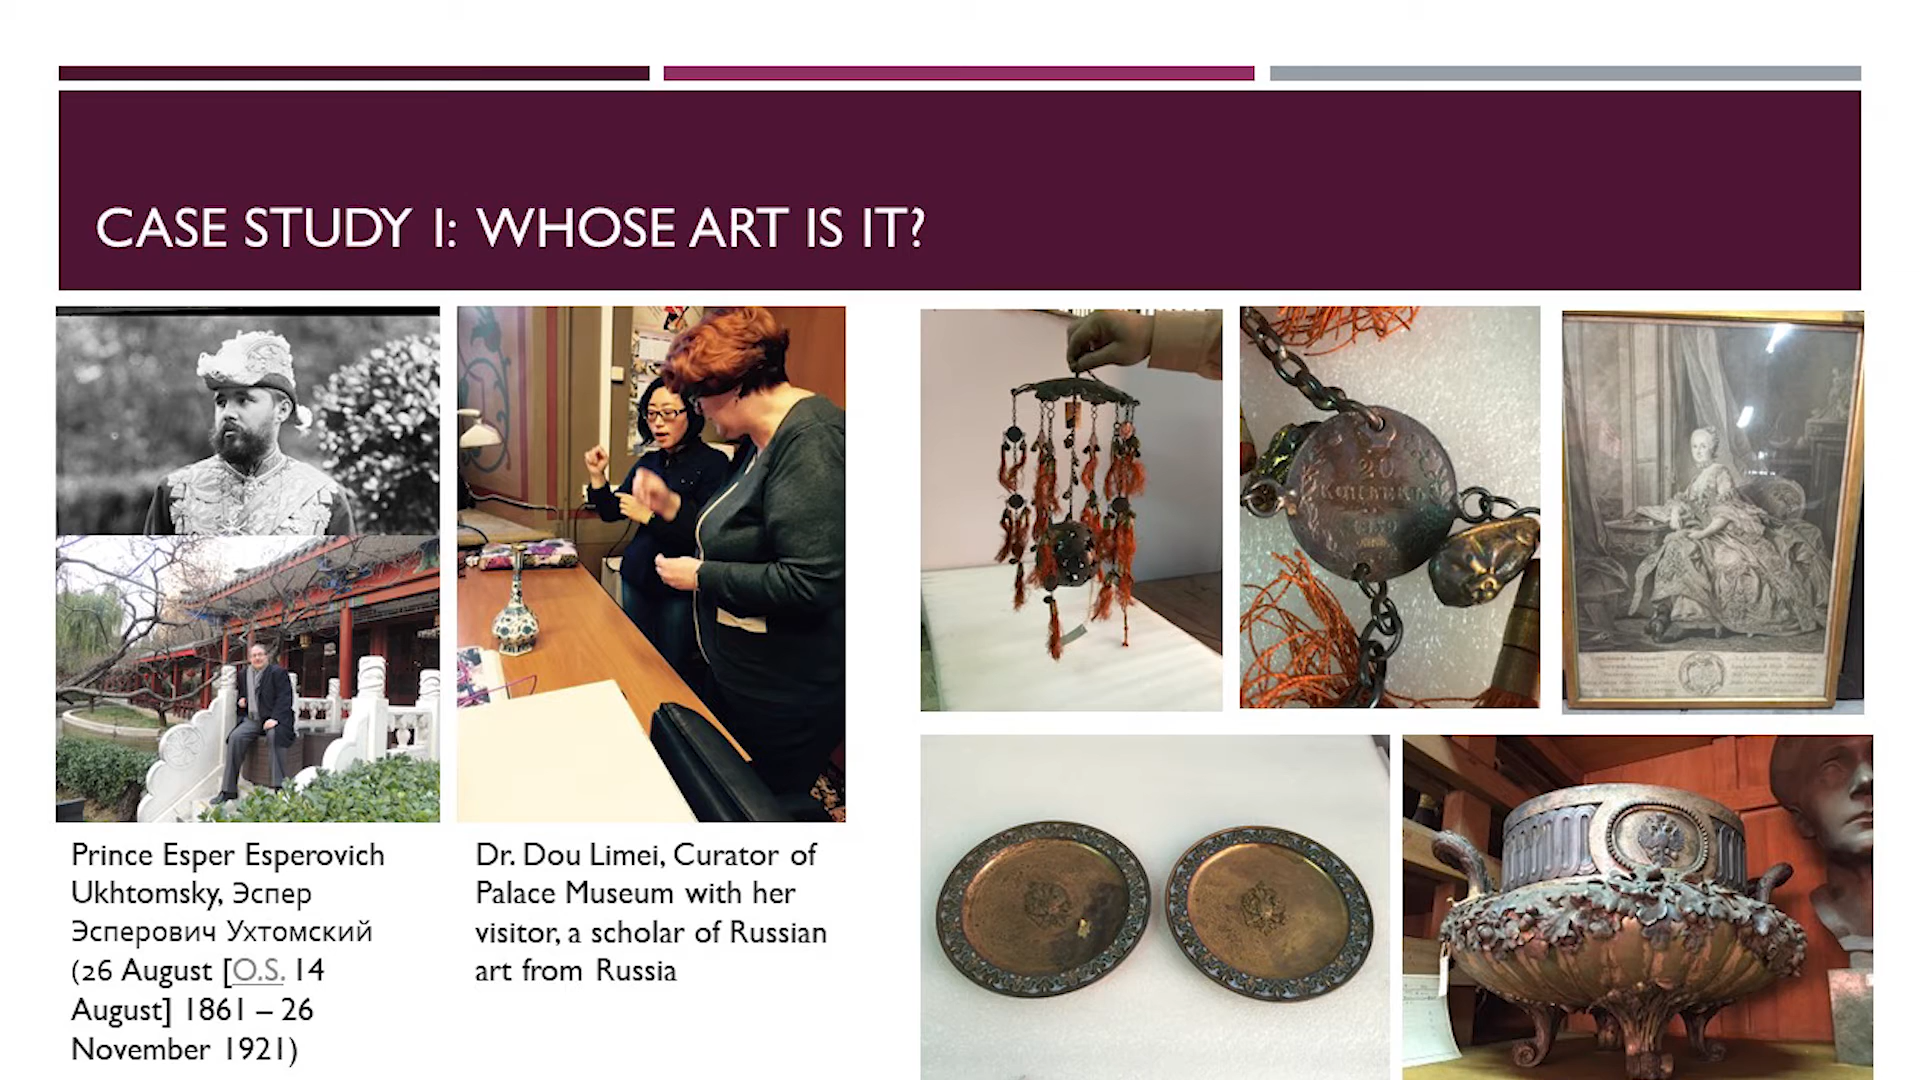 CASE STUDY I: WHOSE ART IS IT?
Prince Esper Esperovich
Ukhtomsky, Эспер
Эсперович Ухтомский
(26 August [O.S. 14
August] 1861 – 26
November 1921)
Dr. Dou Limei, Curator of
Palace Museum with her
visitor, a scholar of Russian
art from Russia
20